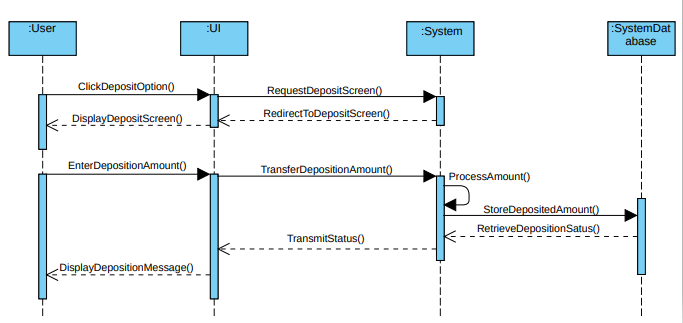 :User
:UI
:System
:SystemDat
abase
ClickDepositOption()
RequestDepositScreen()
RedirectToDepositScreen()
DisplayDepositScreen()
EnterDepositionAmount()
TransferDepositionAmount()
ProcessAmount()
StoreDepositedAmount()
RetrieveDepositionSatus()
TransmitStatus()
DisplayDepositionMessage()